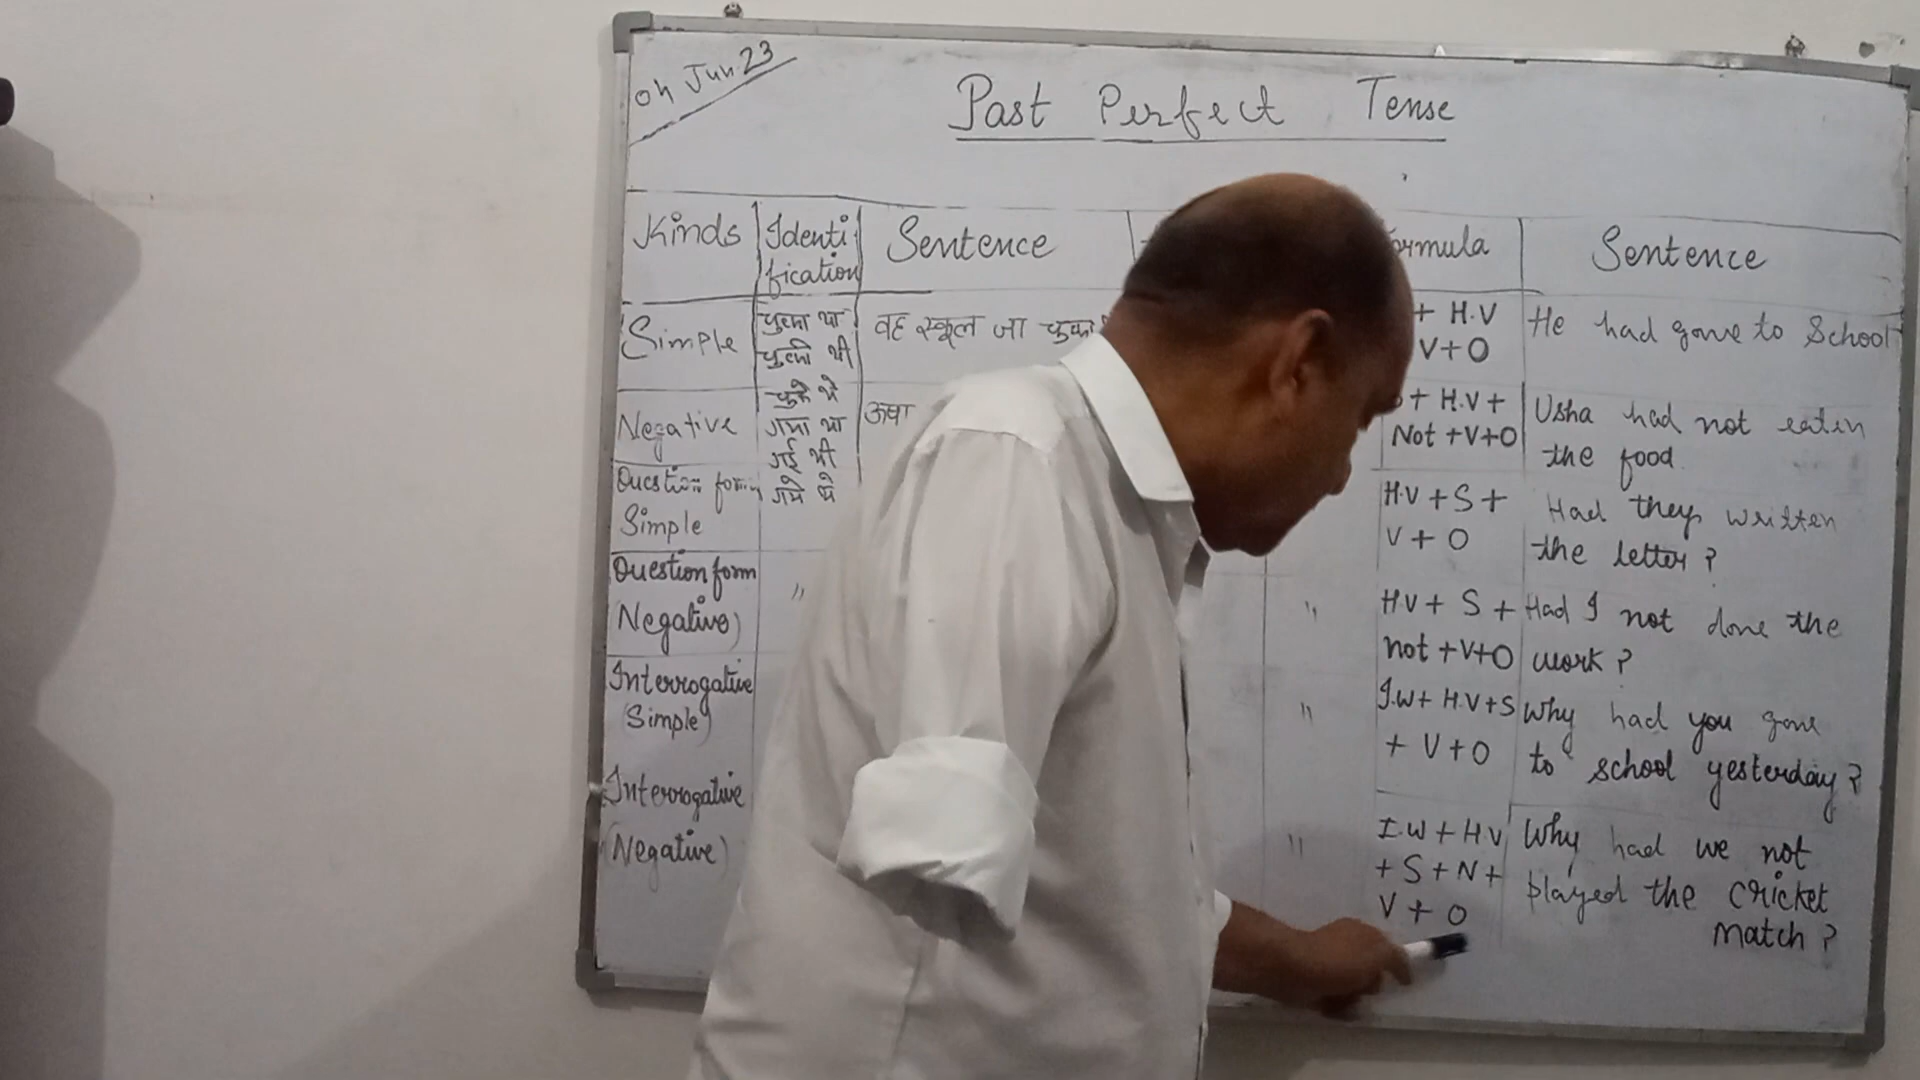 04 Jun. 23
Past Perfect Tense
Kinds
Identi
fication
Sentence
ormula
Sentence
Simple
चुका था
चुकी थी
वह स्कूल जा चुका
+ H.V
V+O
He had gone to School
Negative
चुके थे
गया था
गई थी
गये थे
ऊषा
+ H.V +
Not +V+O
Usha had not eaten
the food
Question form
Simple
H.V + S +
V + O
Had they written
the letter ?
Question form
(Negative)
"
"
H.V + S +
not +V+O
Had I not done the
work ?
Interrogative
(Simple)
"
I.W + H.V + S
+ V + O
Why had you gone
to school yesterday ?
Interrogative
(Negative)
"
I.W + H.V
+ S + N +
V + O
Why had we not
played the cricket
match ?